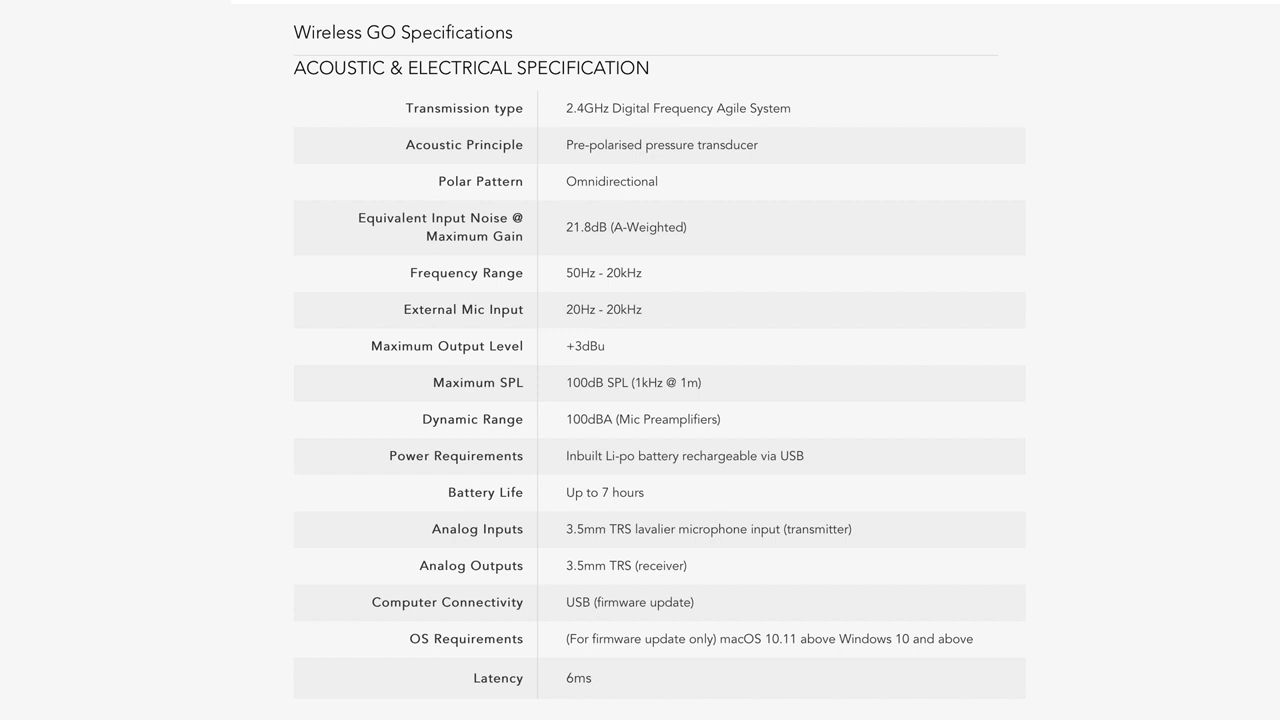 Wireless GO Specifications
ACOUSTIC & ELECTRICAL SPECIFICATION
Transmission type 2.4GHz Digital Frequency Agile System
Acoustic Principle Pre-polarised pressure transducer
Polar Pattern Omnidirectional
Equivalent Input Noise @
Maximum Gain 21.8dB (A-Weighted)
Frequency Range 50Hz - 20kHz
External Mic Input 20Hz - 20kHz
Maximum Output Level +3dBu
Maximum SPL 100dB SPL (1kHz @ 1m)
Dynamic Range 100dBA (Mic Preamplifiers)
Power Requirements Inbuilt Li-po battery rechargeable via USB
Battery Life Up to 7 hours
Analog Inputs 3.5mm TRS lavalier microphone input (transmitter)
Analog Outputs 3.5mm TRS (receiver)
Computer Connectivity USB (firmware update)
OS Requirements (For firmware update only) macOS 10.11 above Windows 10 and above
Latency 6ms